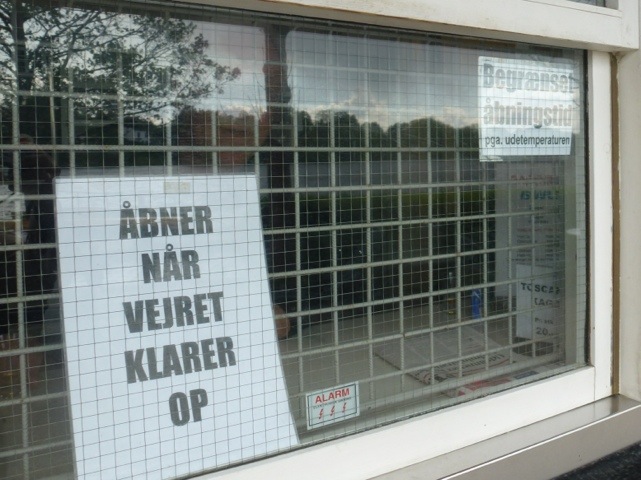 ÅBNER
NÅR
VEJRET
KLARER
OP
Begrænset
åbningstid
pga. udetemperaturen
ALARM